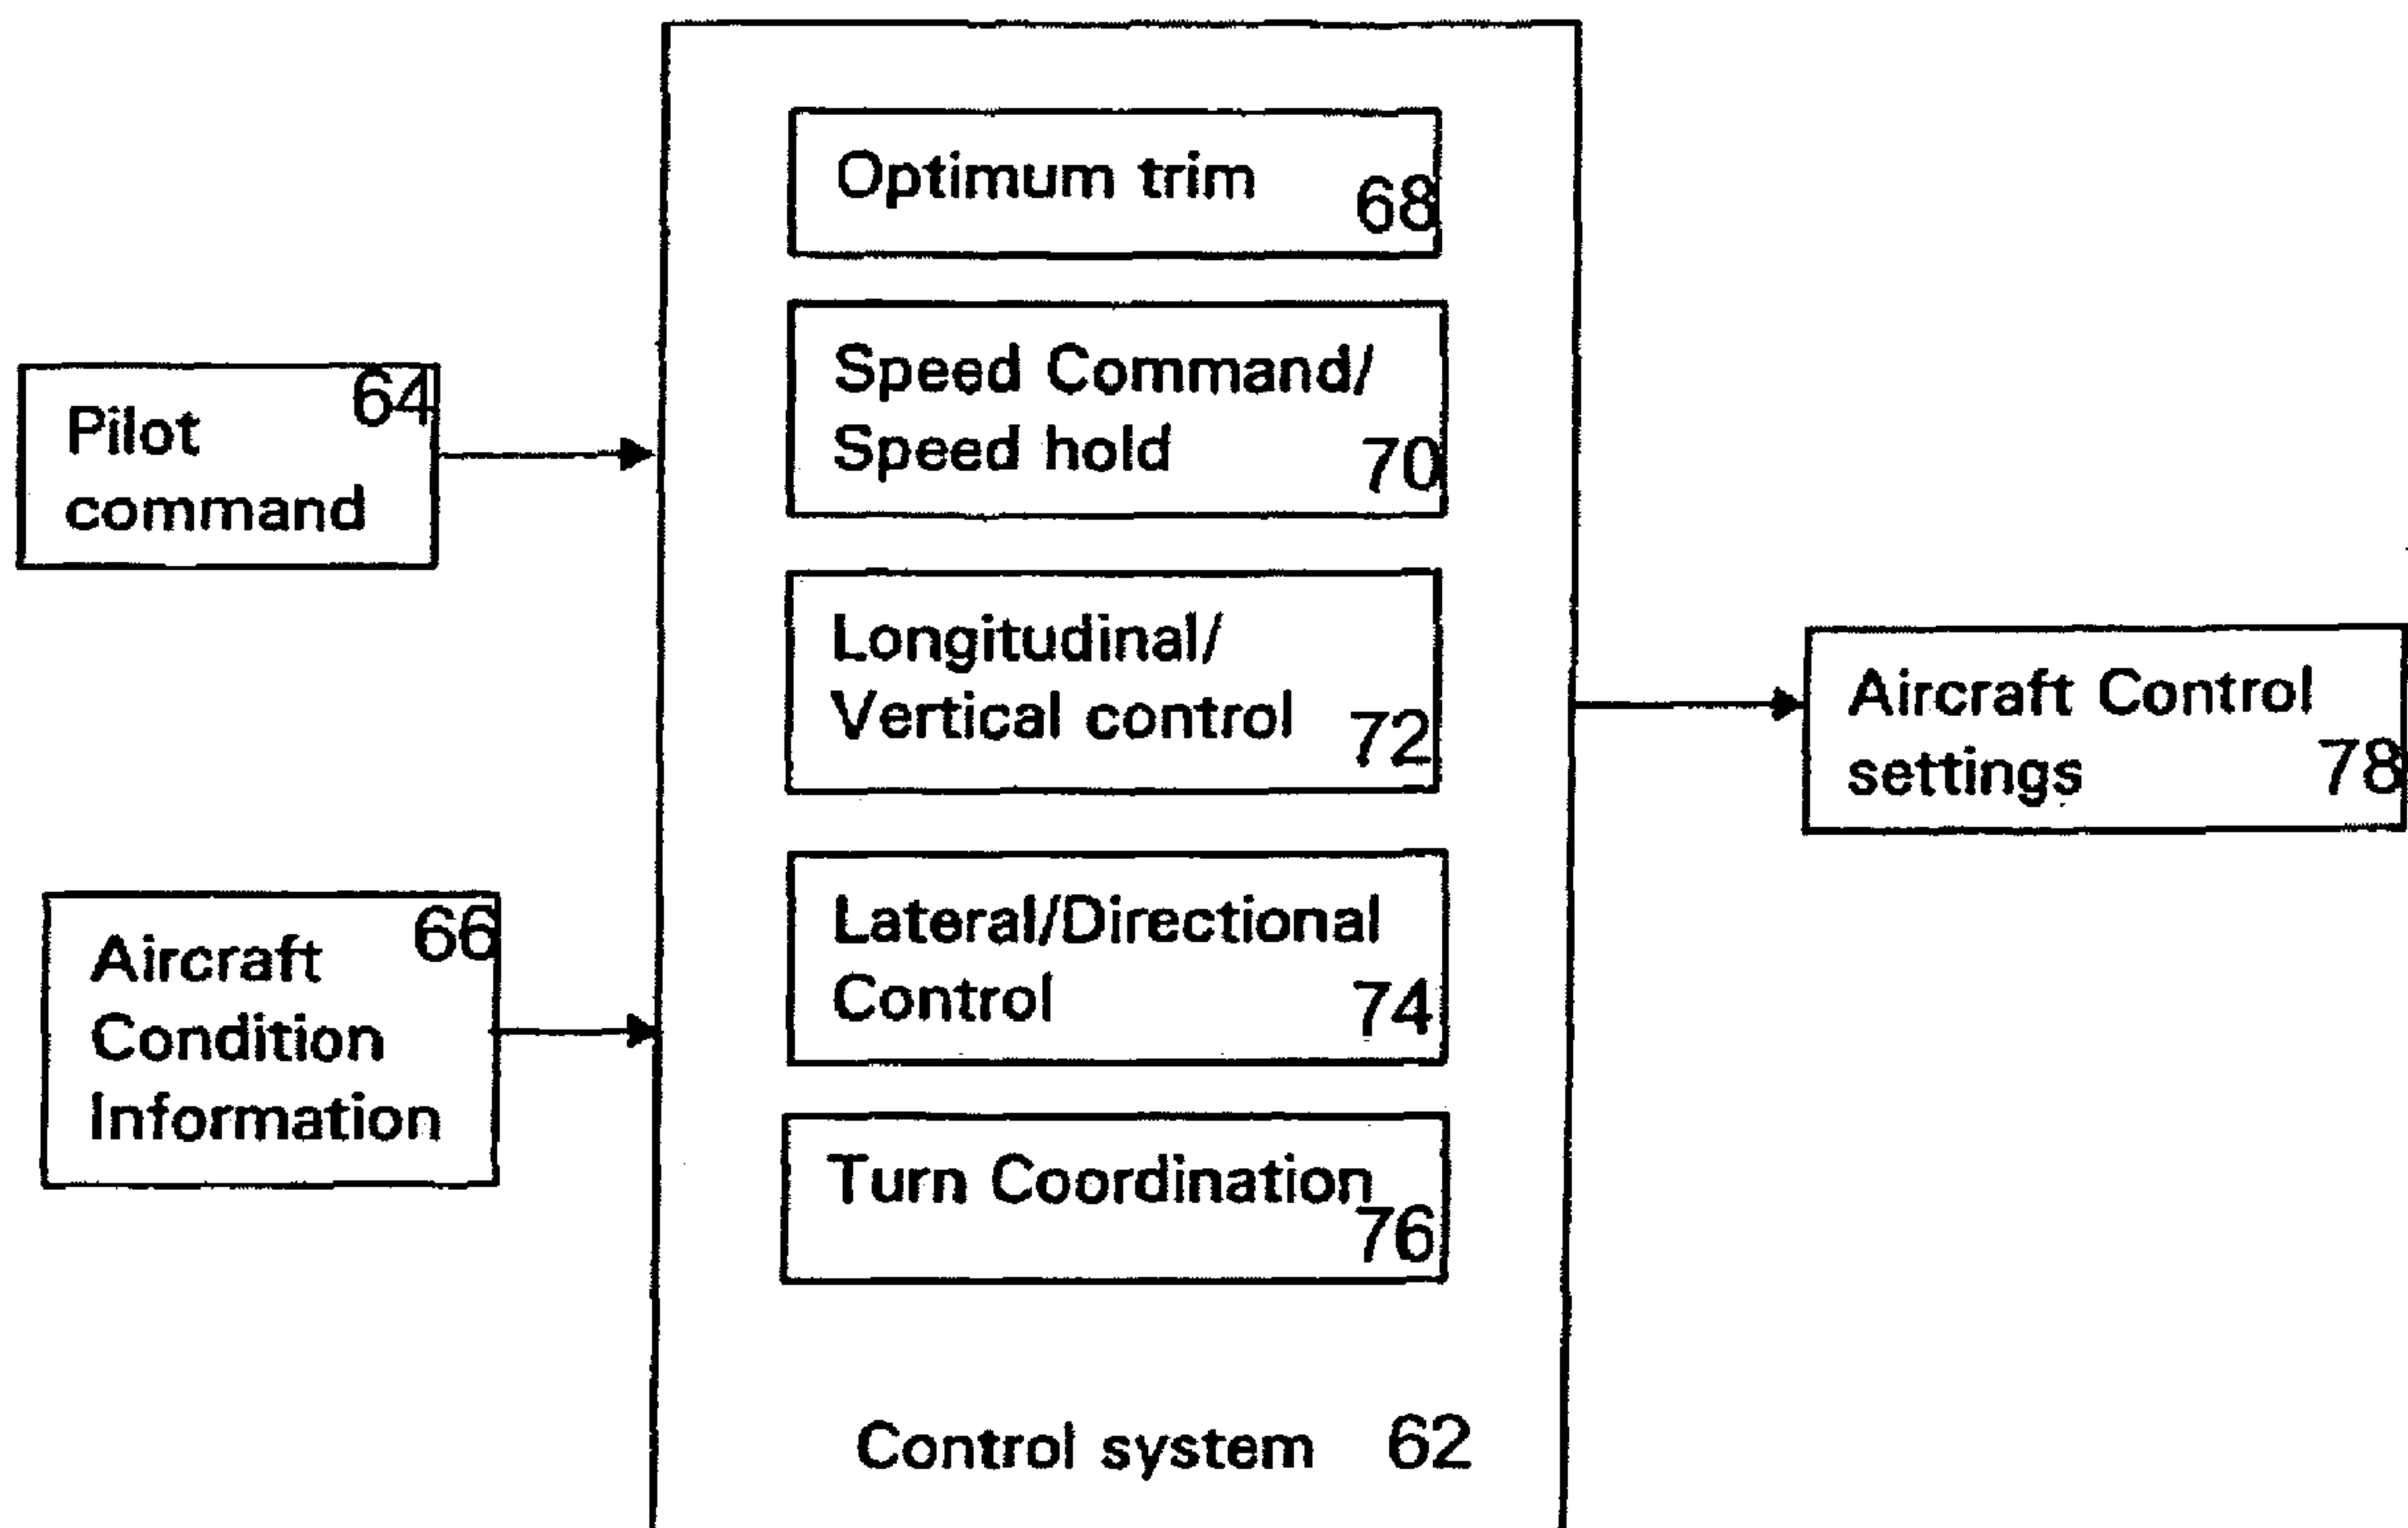 Optimum trim 68
Speed Command/
Speed hold 70
Pilot 64
command
Longitudinal/
Vertical control 72
Aircraft Control
settings 78
Lateral/Directional
Control 74
Aircraft 66
Condition
Information
Turn Coordination
76
Control system 62